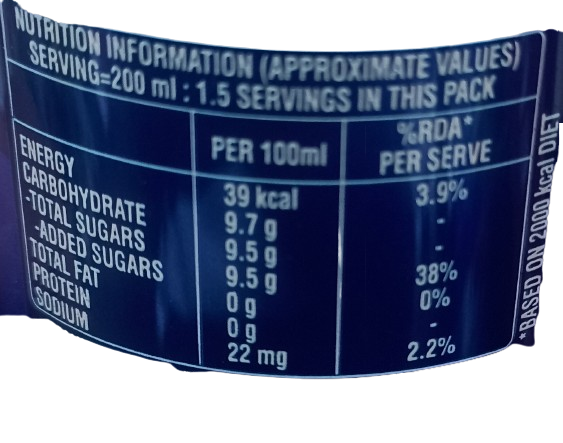 NUTRITION INFORMATION (APPROXIMATE VALUES)
SERVING=200 ml : 1.5 SERVINGS IN THIS PACK
PER 100ml %RDA* PER SERVE
ENERGY 39 kcal 3.9%
CARBOHYDRATE 9.7 g -
-TOTAL SUGARS 9.5 g -
-ADDED SUGARS 9.5 g 38%
TOTAL FAT 0 g 0%
PROTEIN 0 g -
SODIUM 22 mg 2.2%
*BASED ON 2000 kcal DIET